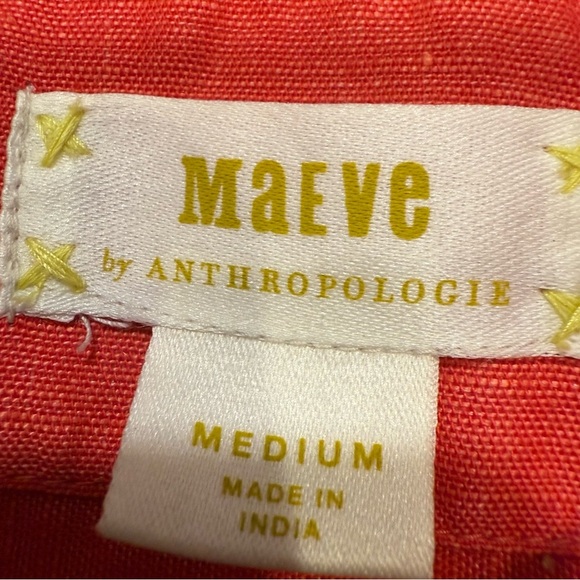 MaEve
by ANTHROPOLOGIE
MEDIUM
MADE IN
INDIA